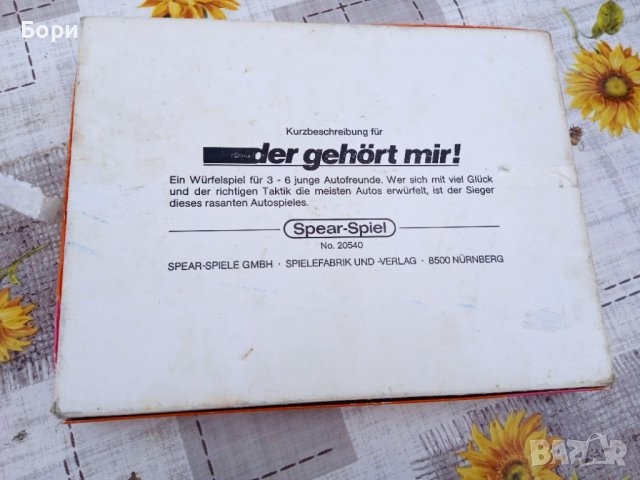 Бори
Kurzbeschreibung für
der gehört mir!
Ein Würfelspiel für 3 - 6 junge Autofreunde. Wer sich mit viel Glück
und der richtigen Taktik die meisten Autos erwürfelt, ist der Sieger
dieses rasanten Autospieles.
Spear-Spiel
No. 20540
SPEAR-SPIELE GMBH · SPIELEFABRIK UND -VERLAG · 8500 NÜRNBERG
BAZAR